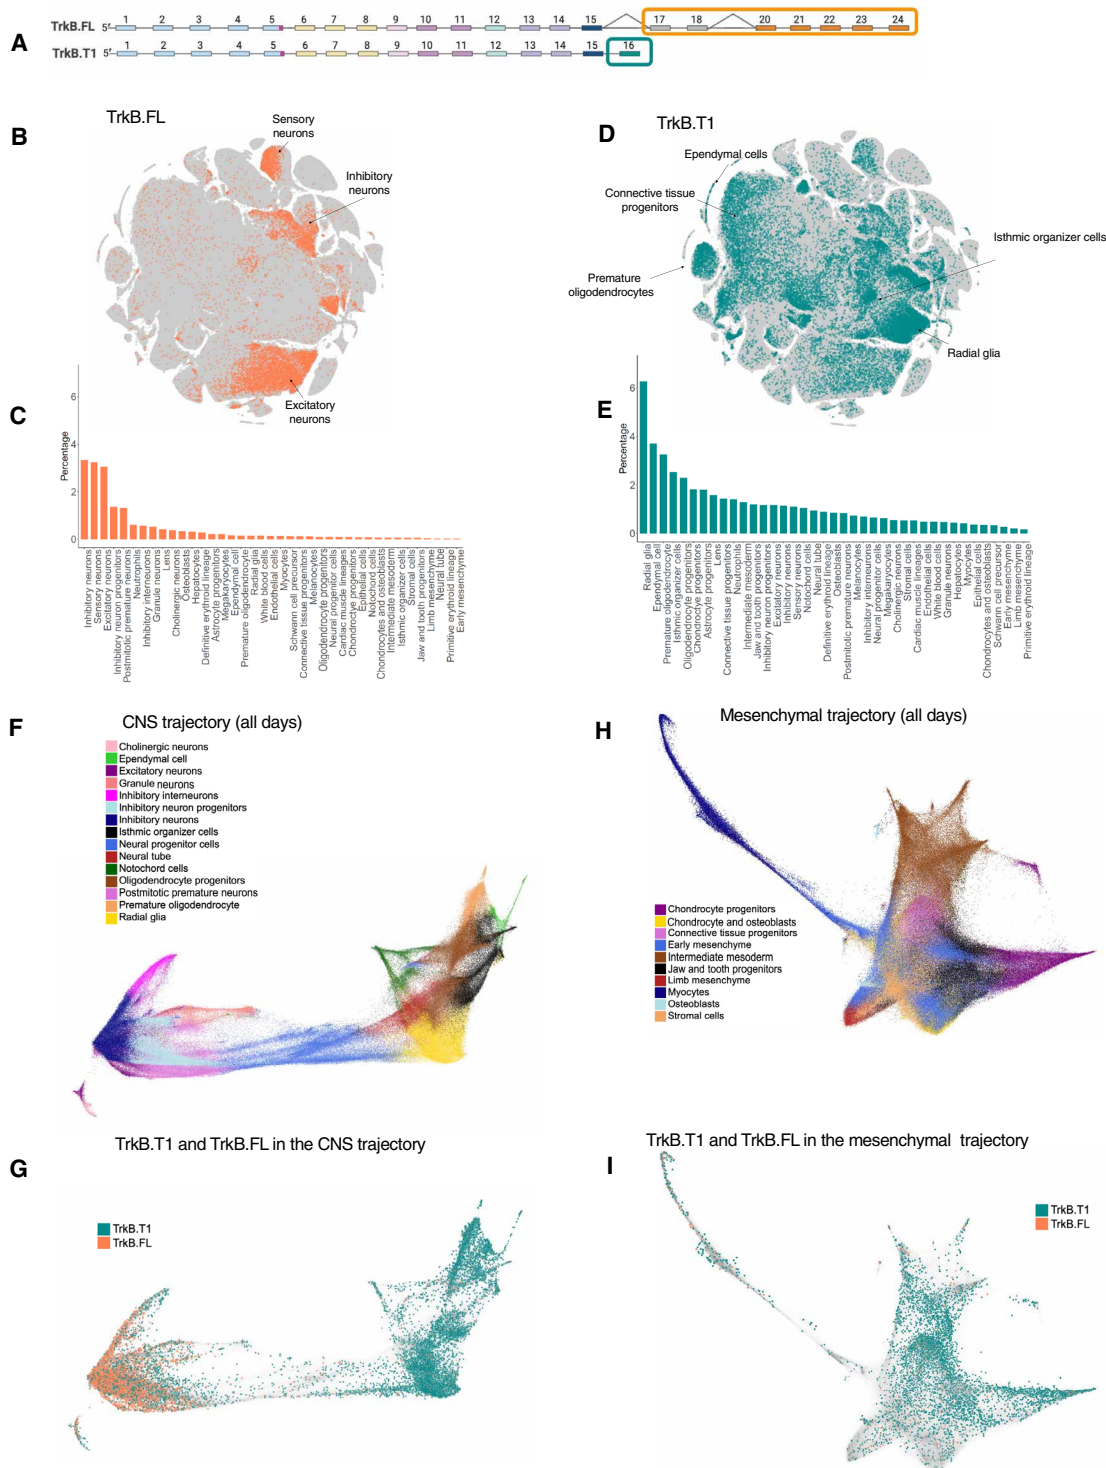 A
TrkB.FL 5′ 1 2 3 4 5 6 7 8 9 10 11 12 13 14 15 17 18 20 21 22 23 24
TrkB.T1 5′ 1 2 3 4 5 6 7 8 9 10 11 12 13 14 15 16
B
TrkB.FL
Sensory
neurons
Inhibitory
neurons
Excitatory
neurons
C
Percentage
6
4
2
0
Inhibitory neurons
Sensory neurons
Excitatory neurons
Inhibitory neuron progenitors
Postmitotic premature neurons
Neutrophils
Inhibitory interneurons
Granule neurons
Lens
Cholinergic neurons
Osteoblasts
Hepatocytes
Definitive erythroid lineage
Astrocyte progenitors
Megakaryocytes
Ependymal cell
Premature oligodendrocyte
Radial glia
White blood cells
Endothelial cells
Myocytes
Schwann cell precursor
Connective tissue progenitors
Melanocytes
Oligodendrocyte progenitors
Neural progenitor cells
Cardiac muscle lineages
Chondroctye progenitors
Epithelial cells
Notochord cells
Chondrocytes and osteoblasts
Intermediate mesoderm
Isthmic organizer cells
Stromal cells
Jaw and tooth progenitors
Limb mesenchyme
Neural tube
Primitive erythroid lineage
Early mesenchyme
D
TrkB.T1
Ependymal cells
Connective tissue
progenitors
Isthmic organizer cells
Premature
oligodendrocytes
Radial glia
E
Percentage
6
4
2
0
Radial glia
Ependymal cell
Premature oligodendrocyte
Isthmic organizer cells
Oligodendrocyte progenitors
Chondroctye progenitors
Astrocyte progenitors
Lens
Connective tissue progenitors
Neutrophils
Intermediate mesoderm
Jaw and tooth progenitors
Inhibitory neuron progenitors
Excitatory neurons
Inhibitory neurons
Sensory neurons
Notochord cells
Neural tube
Definitive erythroid lineage
Osteoblasts
Postmitotic premature neurons
Melanocytes
Inhibitory interneurons
Neural progenitor cells
Megakaryocytes
Cholinergic neurons
Stromal cells
Cardiac muscle lineages
Endothelial cells
White blood cells
Granule neurons
Hepatocytes
Myocytes
Epithelial cells
Chondrocytes and osteoblasts
Schwann cell precursor
Early mesenchyme
Limb mesenchyme
Primitive erythroid lineage
F
CNS trajectory (all days)
Cholinergic neurons
Ependymal cell
Excitatory neurons
Granule neurons
Inhibitory interneurons
Inhibitory neuron progenitors
Inhibitory neurons
Isthmic organizer cells
Neural progenitor cells
Neural tube
Notochord cells
Oligodendrocyte progenitors
Postmitotic premature neurons
Premature oligodendrocyte
Radial glia
H
Mesenchymal trajectory (all days)
Chondrocyte progenitors
Chondrocyte and osteoblasts
Connective tissue progenitors
Early mesenchyme
Intermediate mesoderm
Jaw and tooth progenitors
Limb mesenchyme
Myocytes
Osteoblasts
Stromal cells
TrkB.T1 and TrkB.FL in the CNS trajectory
G
TrkB.T1
TrkB.FL
TrkB.T1 and TrkB.FL in the mesenchymal trajectory
I
TrkB.T1
TrkB.FL